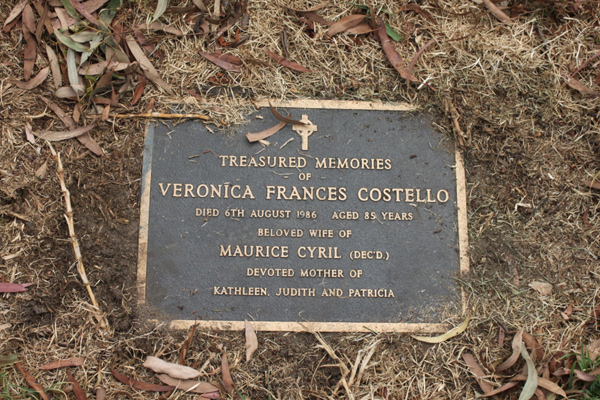 TREASURED MEMORIES
OF
VERONICA FRANCES COSTELLO
DIED 6TH AUGUST 1986 AGED 85 YEARS
BELOVED WIFE OF
MAURICE CYRIL (DEC'D.)
DEVOTED MOTHER OF
KATHLEEN, JUDITH AND PATRICIA